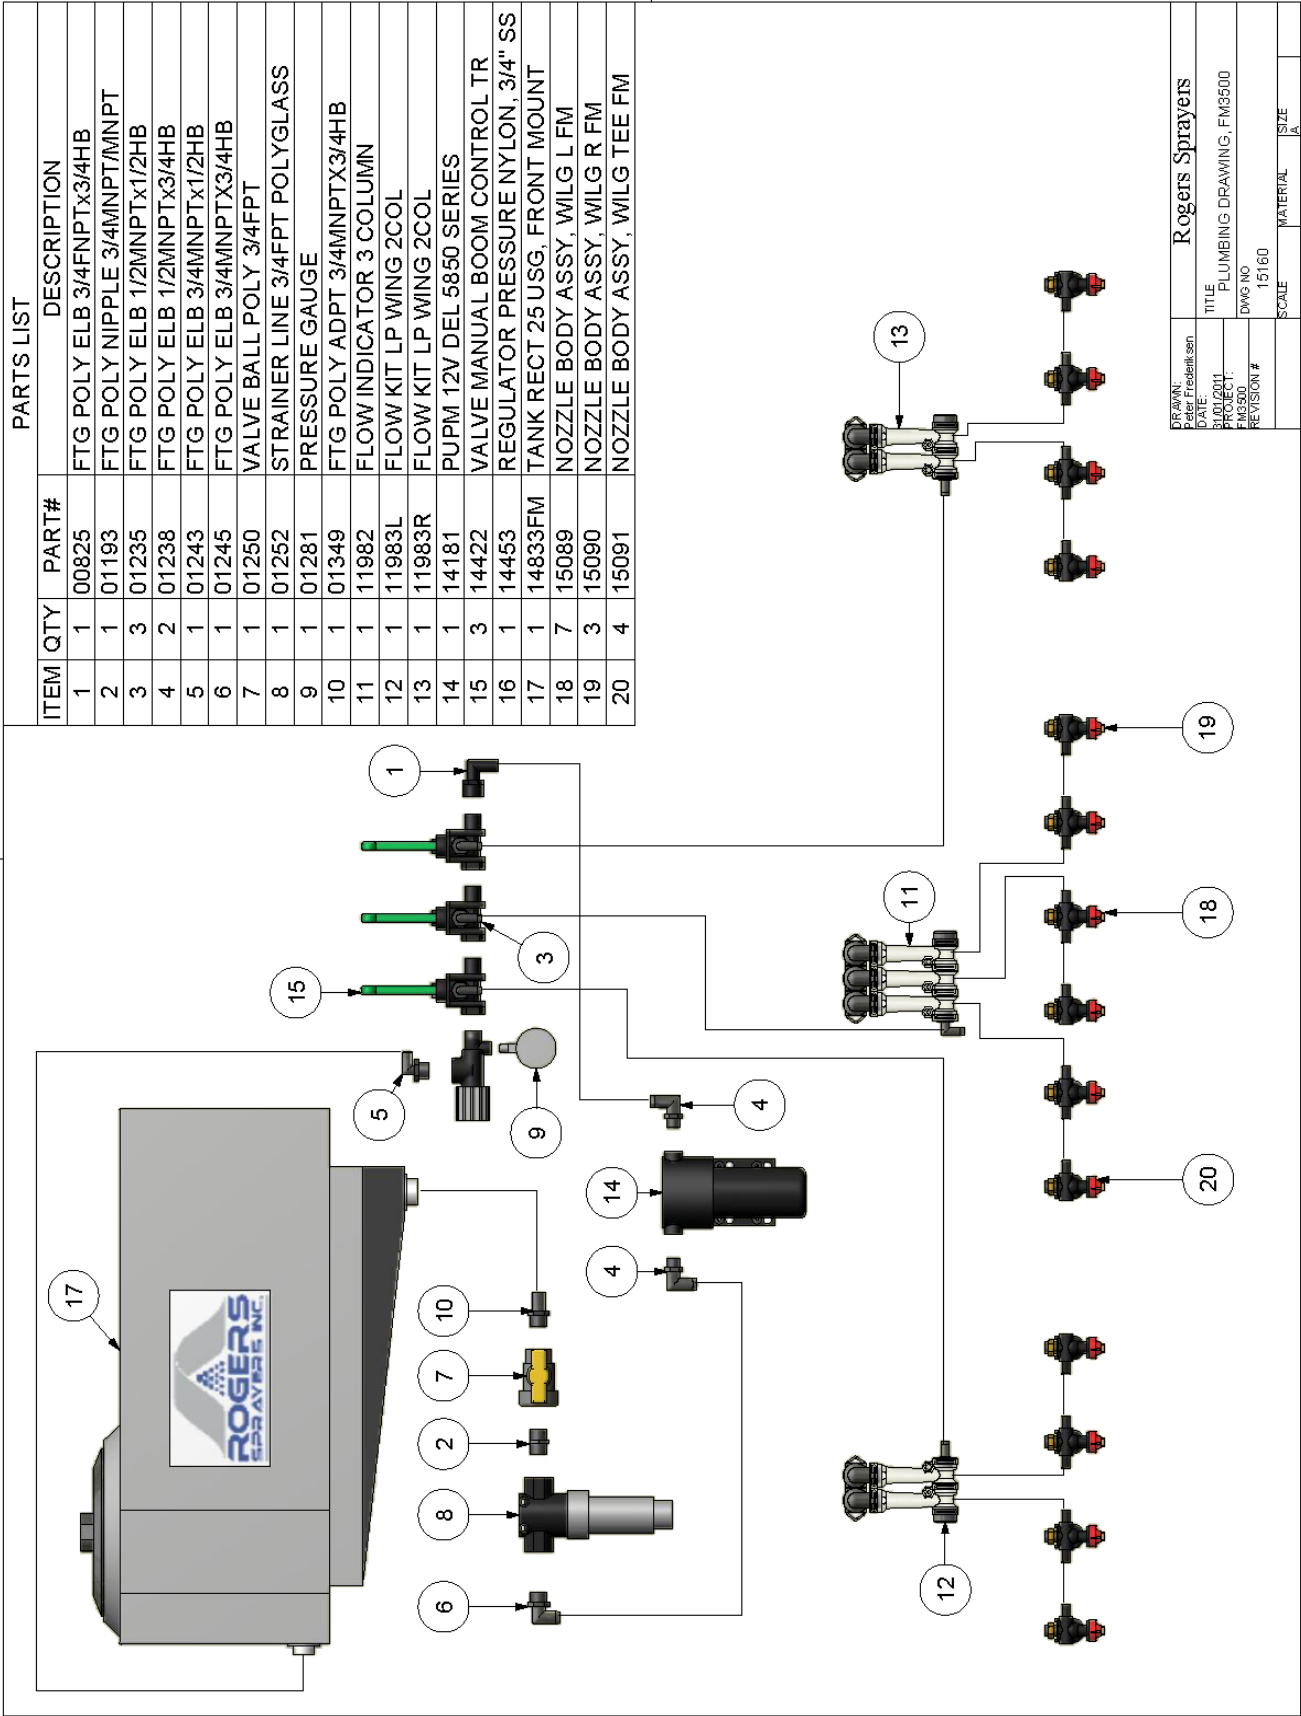 PARTS LIST
ITEM QTY PART# DESCRIPTION
1 1 00825 FTG POLY ELB 3/4FNPTx3/4HB
2 1 01193 FTG POLY NIPPLE 3/4MNPT/MNPT
3 3 01235 FTG POLY ELB 1/2MNPTx1/2HB
4 2 01238 FTG POLY ELB 1/2MNPTx3/4HB
5 1 01243 FTG POLY ELB 3/4MNPTx1/2HB
6 1 01245 FTG POLY ELB 3/4MNPTX3/4HB
7 1 01250 VALVE BALL POLY 3/4FPT
8 1 01252 STRAINER LINE 3/4FPT POLYGLASS
9 1 01281 PRESSURE GAUGE
10 1 01349 FTG POLY ADPT 3/4MNPTX3/4HB
11 1 11982 FLOW INDICATOR 3 COLUMN
12 1 11983L FLOW KIT LP WING 2COL
13 1 11983R FLOW KIT LP WING 2COL
14 1 14181 PUPM 12V DEL 5850 SERIES
15 3 14422 VALVE MANUAL BOOM CONTROL TR
16 1 14453 REGULATOR PRESSURE NYLON, 3/4" SS
17 1 14833FM TANK RECT 25 USG, FRONT MOUNT
18 7 15089 NOZZLE BODY ASSY, WILG L FM
19 3 15090 NOZZLE BODY ASSY, WILG R FM
20 4 15091 NOZZLE BODY ASSY, WILG TEE FM
17
ROGERS
SPRAYERS INC.
15
1
5
3
9
6
8
2
7
10
4
14
4
12
11
13
20
18
19
DRAWN:
Peter Frederiksen
DATE:
31/01/2011
PROJECT:
FM3500
REVISION #
Rogers Sprayers
TITLE
PLUMBING DRAWING, FM3500
DWG NO
15160
SCALE
MATERIAL
SIZE
A